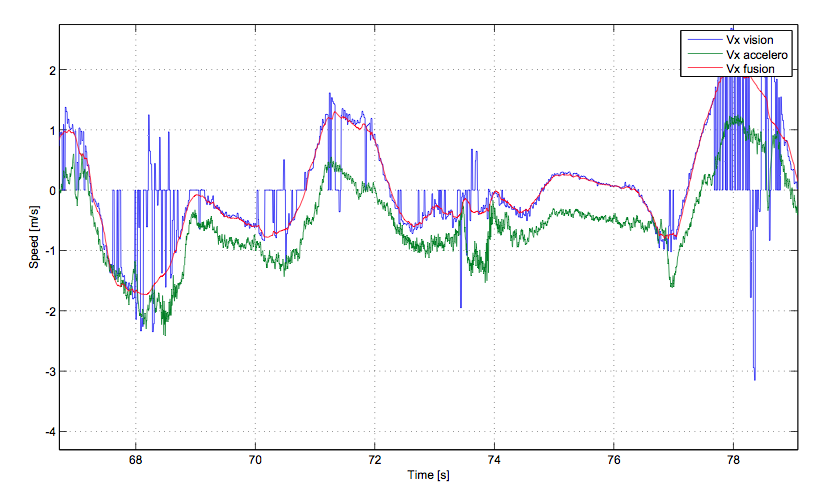 Vx vision
Vx accelero
Vx fusion
2
1
0
-1
-2
-3
-4
Speed [m/s]
68 70 72 74 76 78
Time [s]